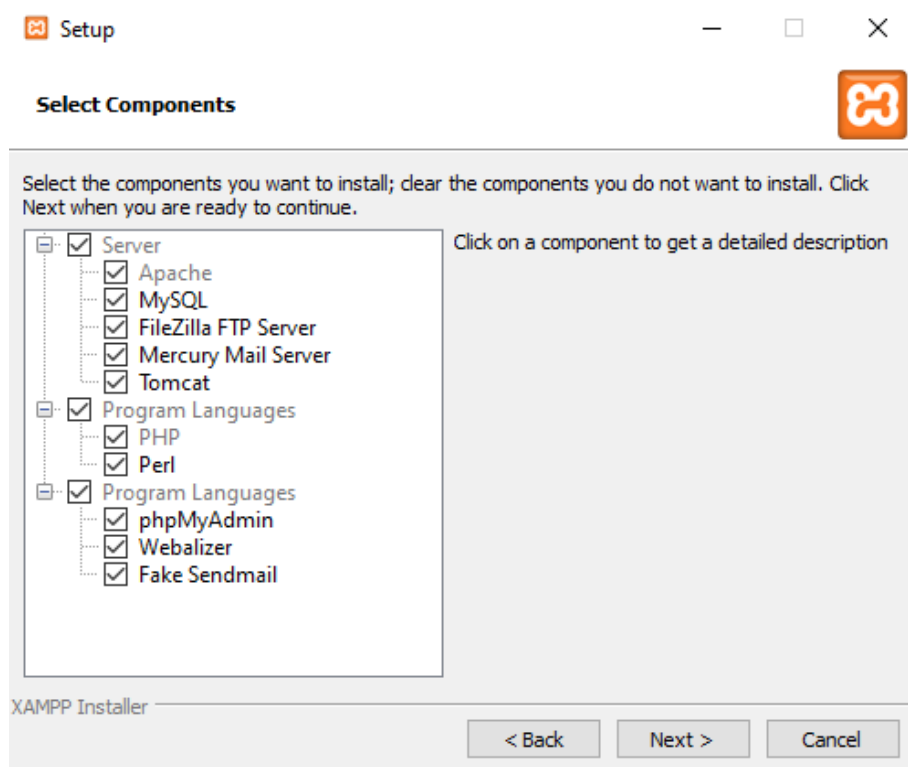 Setup
Select Components
Select the components you want to install; clear the components you do not want to install. Click
Next when you are ready to continue.
Server
Apache
MySQL
FileZilla FTP Server
Mercury Mail Server
Tomcat
Program Languages
PHP
Perl
Program Languages
phpMyAdmin
Webalizer
Fake Sendmail
Click on a component to get a detailed description
XAMPP Installer
< Back
Next >
Cancel